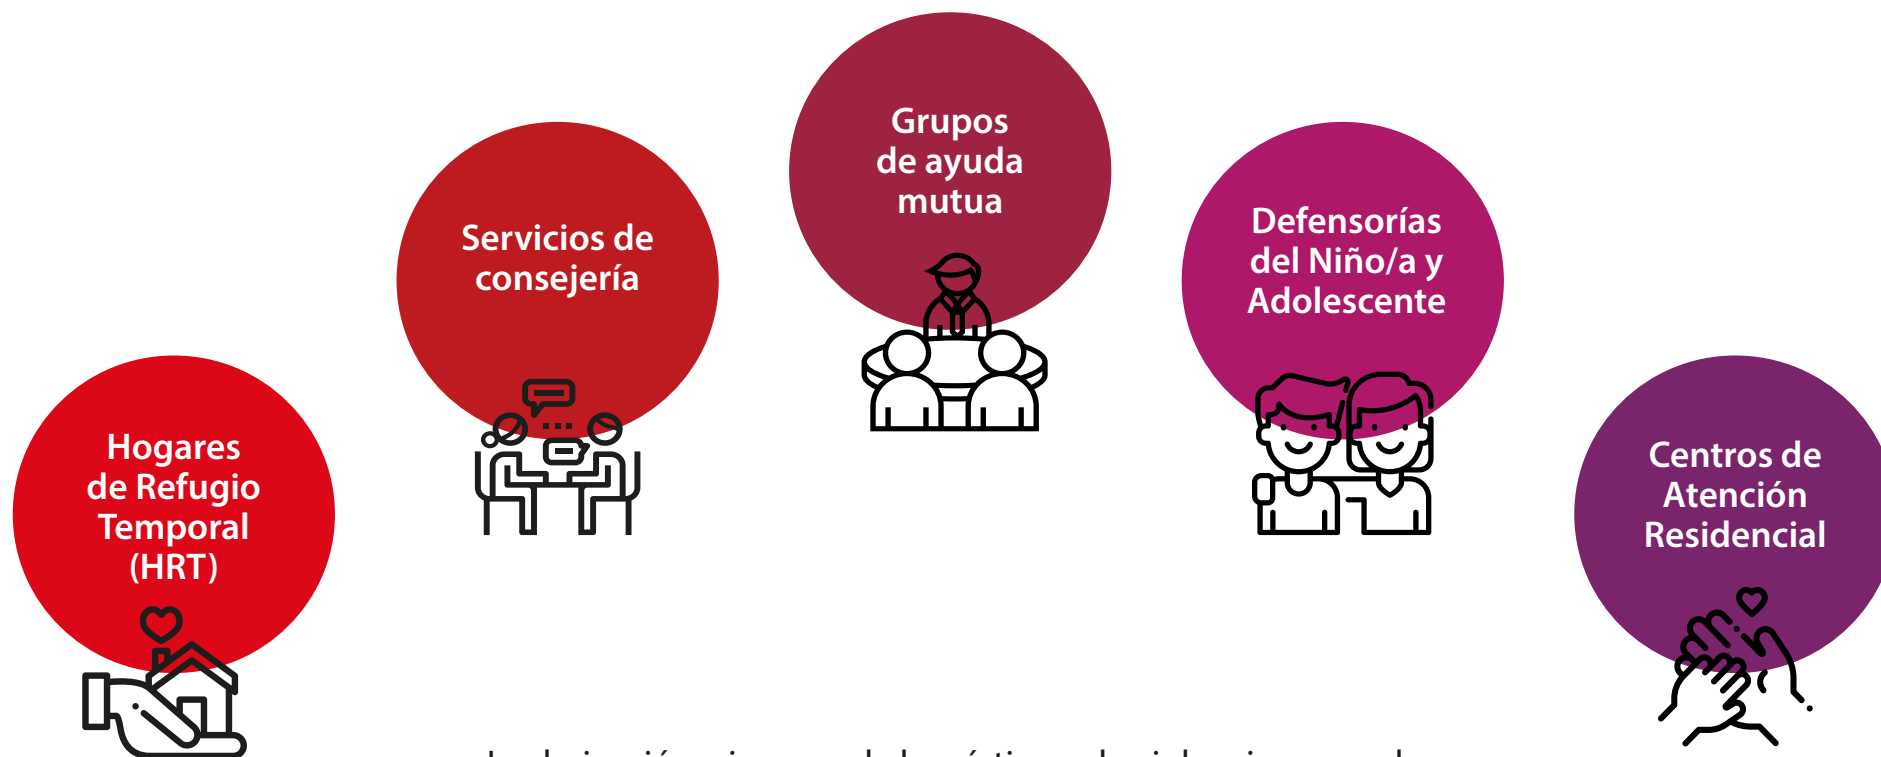 Hogares
de Refugio
Temporal
(HRT)
Servicios de
consejería
Grupos
de ayuda
mutua
Defensorías
del Niño/a y
Adolescente
Centros de
Atención
Residencial